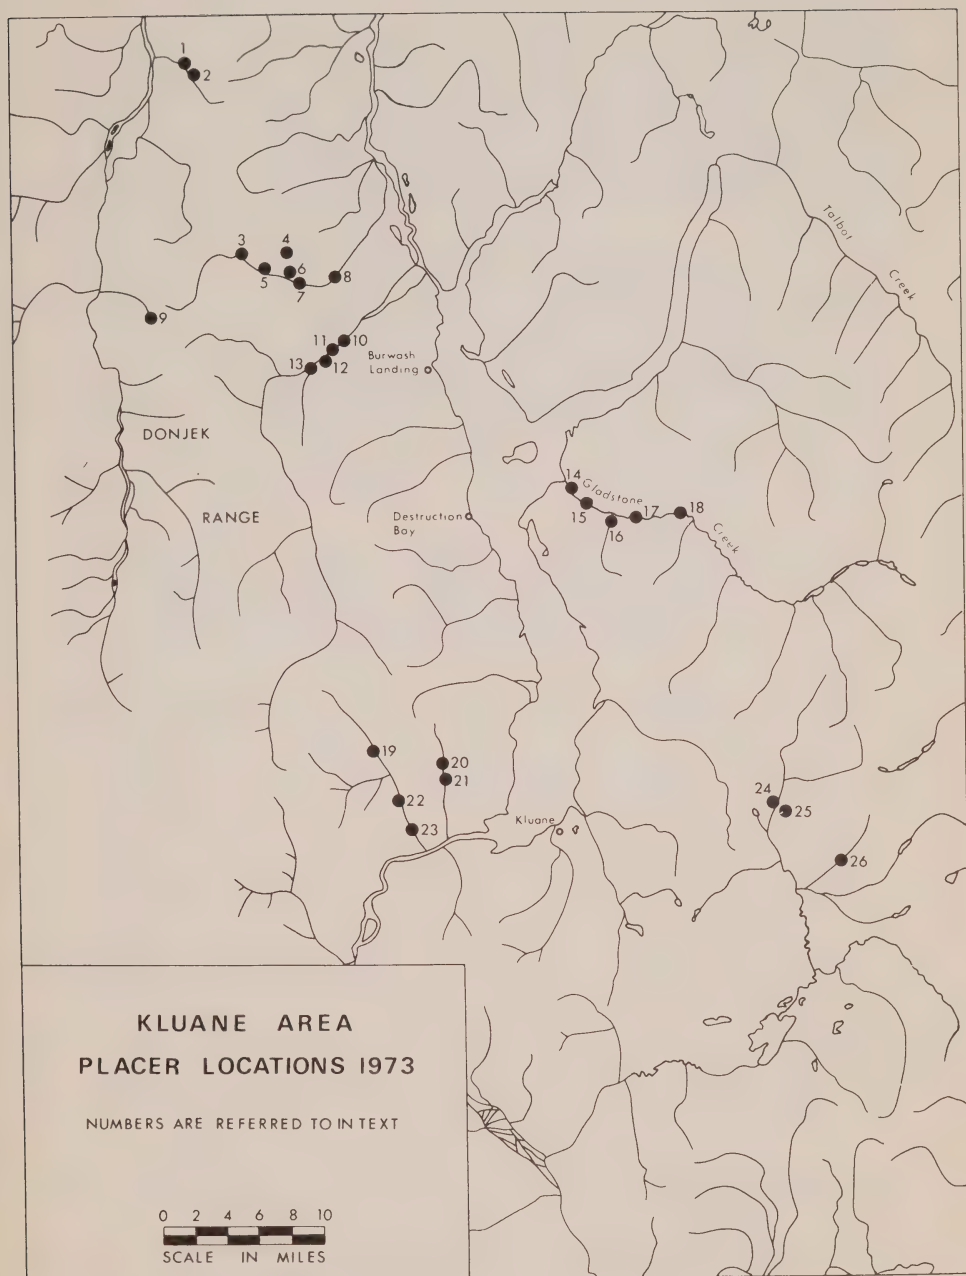 1
2
Talbot
Creek
3
4
5
6
7
8
9
10
11
12
13
Burwash
Landing
DONJEK
RANGE
14
Gladstone
15
16
17
18
Creek
Destruction
Bay
19
20
21
22
23
Kluane
24
25
26
KLUANE AREA
PLACER LOCATIONS 1973
NUMBERS ARE REFERRED TO IN TEXT
0 2 4 6 8 10
SCALE IN MILES